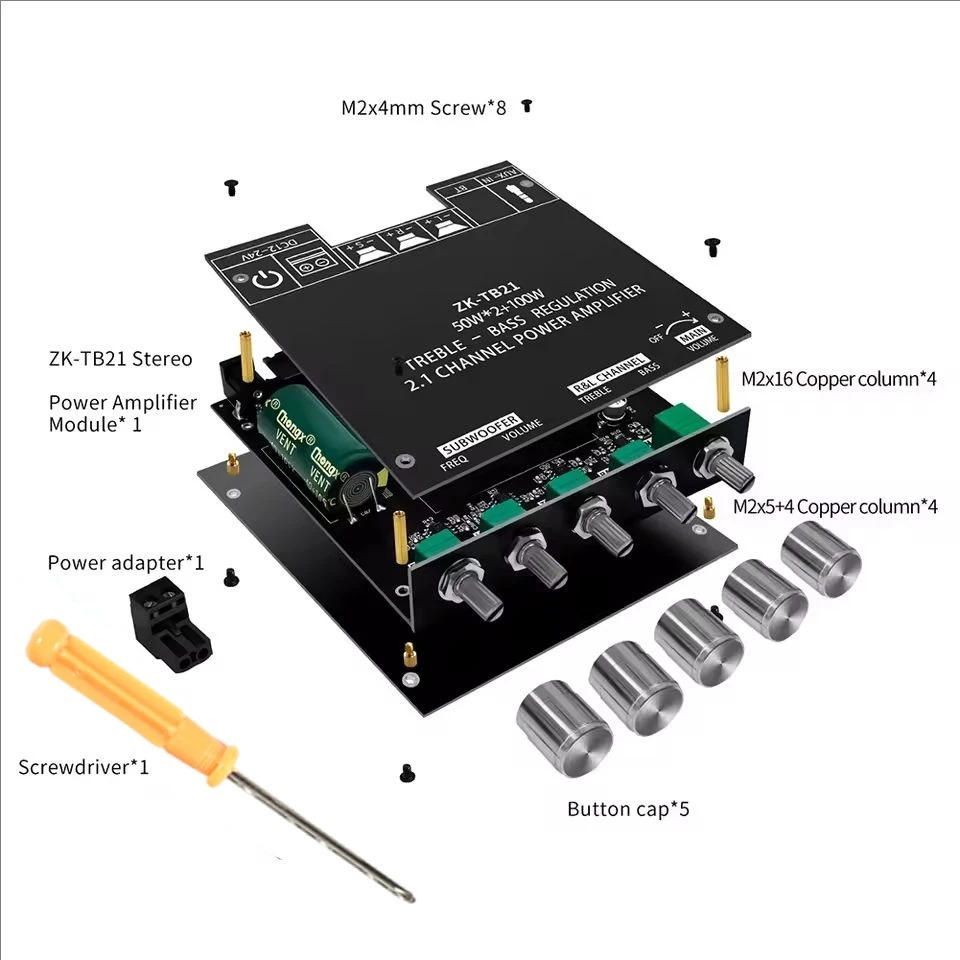 M2x4mm Screw*8
AUX-IN
BT
DC12-24V
-S+
-R+
-L+
ZK-TB21
50W*2+100W
TREBLE - BASS REGULATION
2.1 CHANNEL POWER AMPLIFIER
- +
OFF
MAIN
VOLUME
R&L CHANNEL
TREBLE
BASS
SUBWOOFER
FREQ
VOLUME
ZK-TB21 Stereo
Power Amplifier
Module* 1
M2x16 Copper column*4
Chongx®
VENT
Chongx®
VENT
M2x5+4 Copper column*4
Power adapter*1
Screwdriver*1
Button cap*5